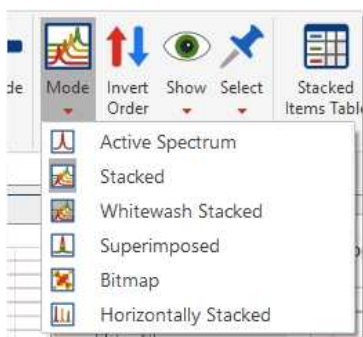 de Mode Invert Show Select Stacked
Order Items Table
Active Spectrum
Stacked
Whitewash Stacked
Superimposed
Bitmap
Horizontally Stacked